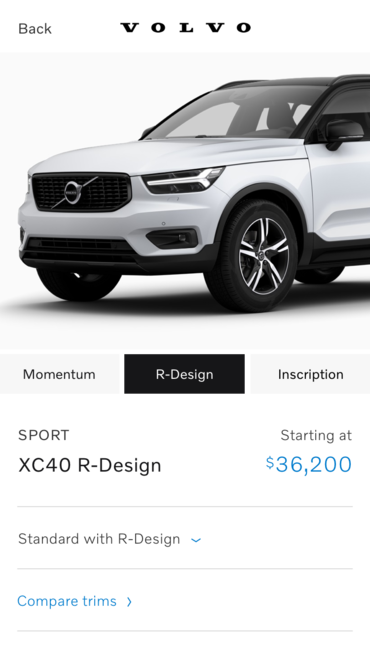 Back
VOLVO
Momentum
R-Design
Inscription
SPORT
Starting at
XC40 R-Design
$36,200
Standard with R-Design
Compare trims